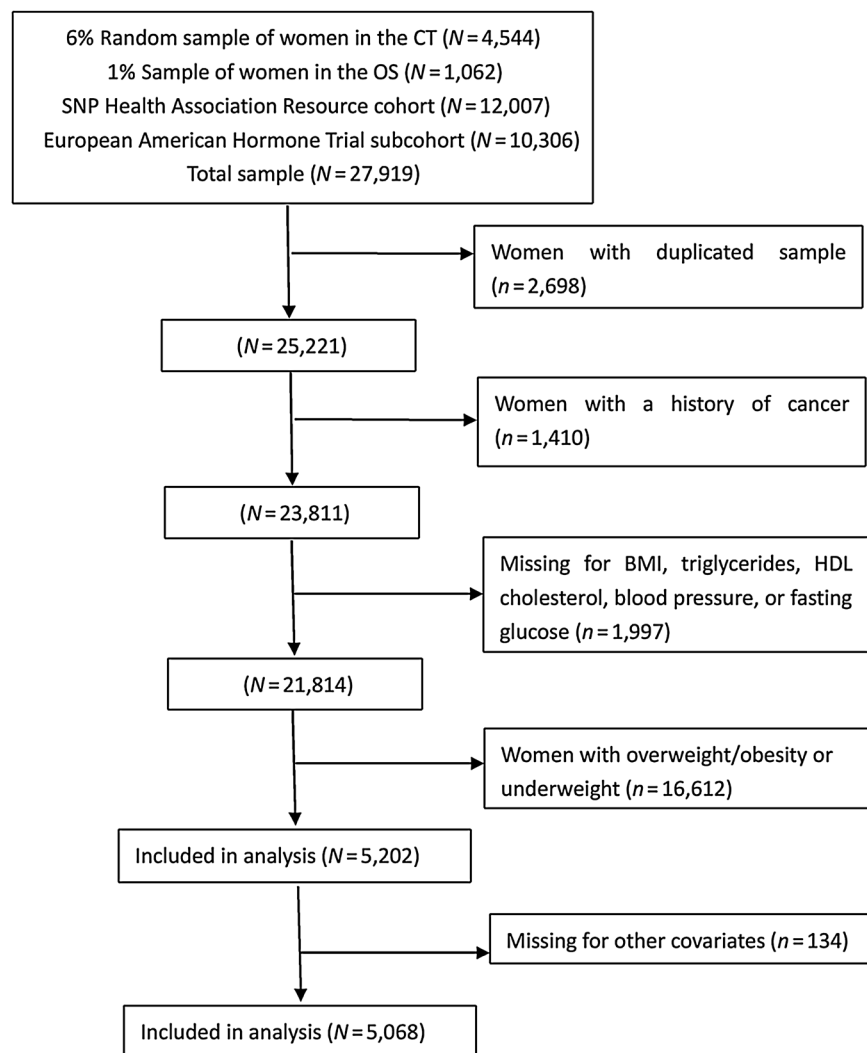 6% Random sample of women in the CT (N = 4,544)
1% Sample of women in the OS (N = 1,062)
SNP Health Association Resource cohort (N = 12,007)
European American Hormone Trial subcohort (N = 10,306)
Total sample (N = 27,919)
Women with duplicated sample
(n = 2,698)
(N = 25,221)
Women with a history of cancer
(n = 1,410)
(N = 23,811)
Missing for BMI, triglycerides, HDL
cholesterol, blood pressure, or fasting
glucose (n = 1,997)
(N = 21,814)
Women with overweight/obesity or
underweight (n = 16,612)
Included in analysis (N = 5,202)
Missing for other covariates (n = 134)
Included in analysis (N = 5,068)